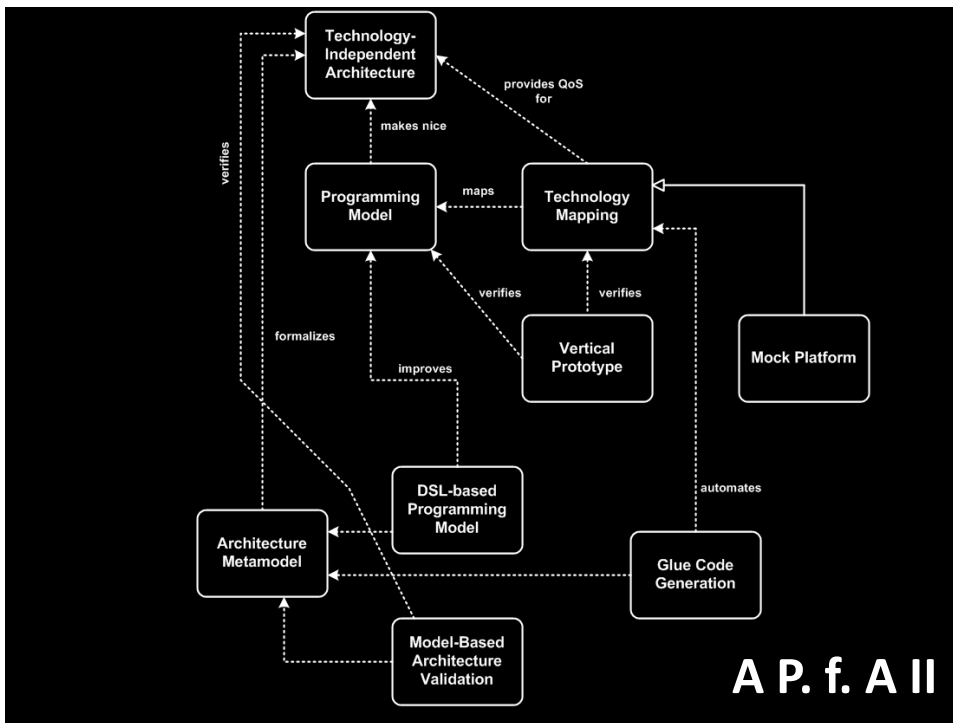 Technology-
Independent
Architecture
provides QoS
for
makes nice
verifies
Programming
Model
maps
Technology
Mapping
verifies
verifies
formalizes
Vertical
Prototype
Mock Platform
improves
DSL-based
Programming
Model
automates
Architecture
Metamodel
Glue Code
Generation
Model-Based
Architecture
Validation
A P. f. A II